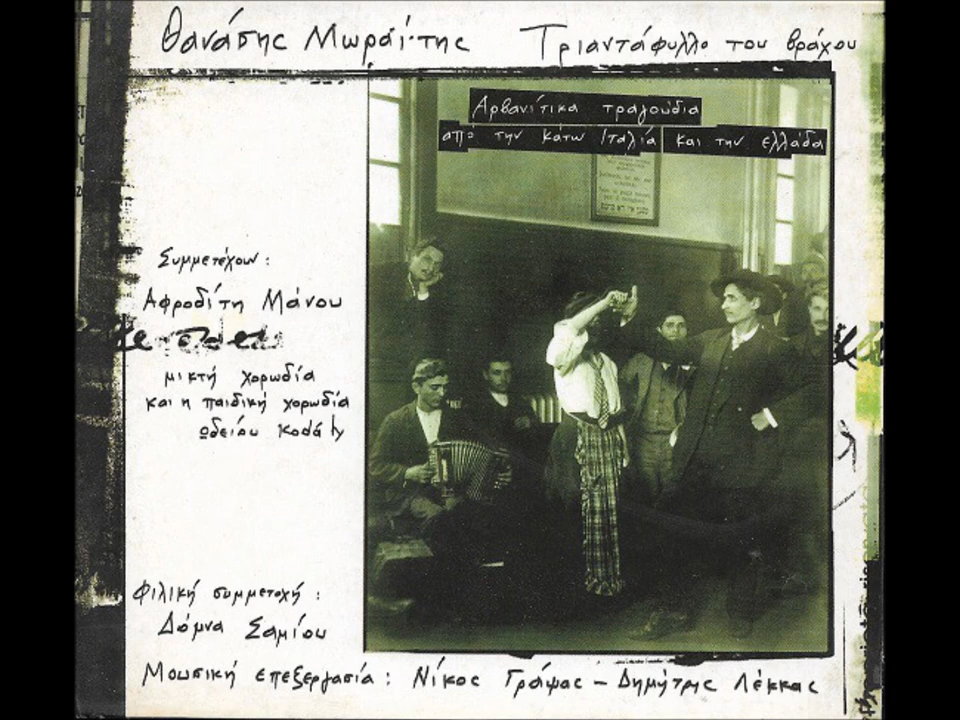 Θανάσης Μωραΐτης Τριαντάφυλλο του βράχου
Αρβανίτικα τραγούδια
από την κάτω Ιταλία και την ελλάδα
Συμμετέχουν:
Αφροδίτη Μάνου
μικτή χορωδία
και η παιδική χορωδία
ωδείου Kodály
Φιλική συμμετοχή:
Δόμνα Σαμίου
Μουσική επεξεργασία: Νίκος Γράψας – Δημήτρης Λέκκας